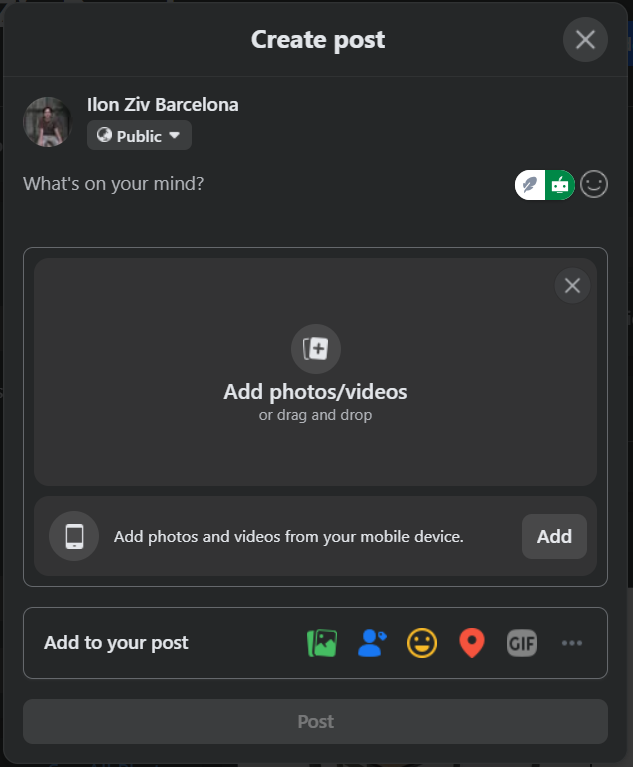 Create post
Ilon Ziv Barcelona
Public
What's on your mind?
Add photos/videos
or drag and drop
Add photos and videos from your mobile device.
Add
Add to your post
GIF
Post